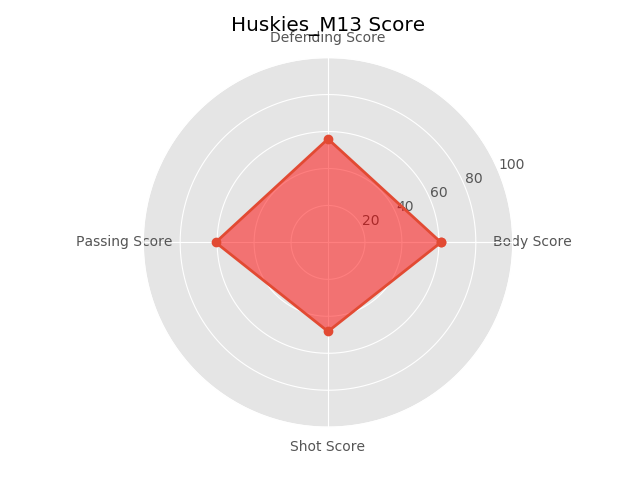 Huskies_M13 Score
Defending Score
100
80
60
40
20
Passing Score
Body Score
Shot Score